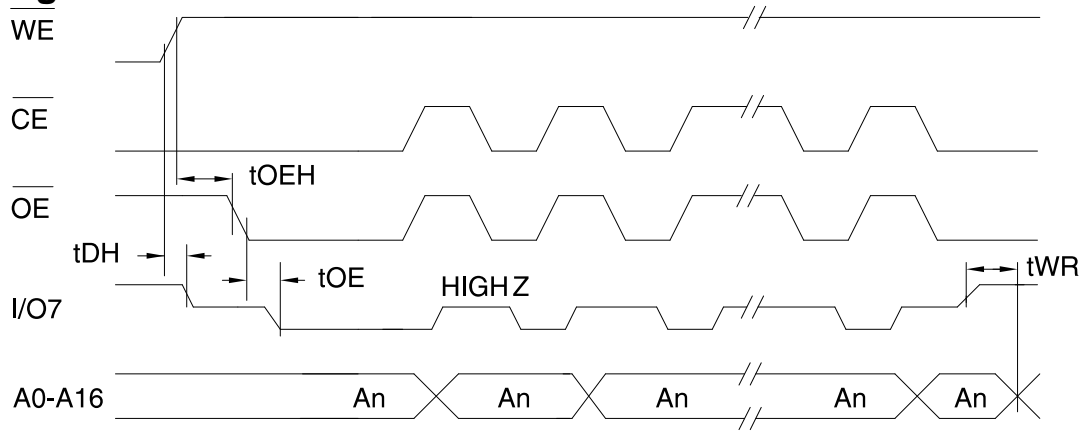 WE
CE
tOEH
OE
tDH
tOE
HIGH Z
tWR
I/O7
A0-A16 An An An An An